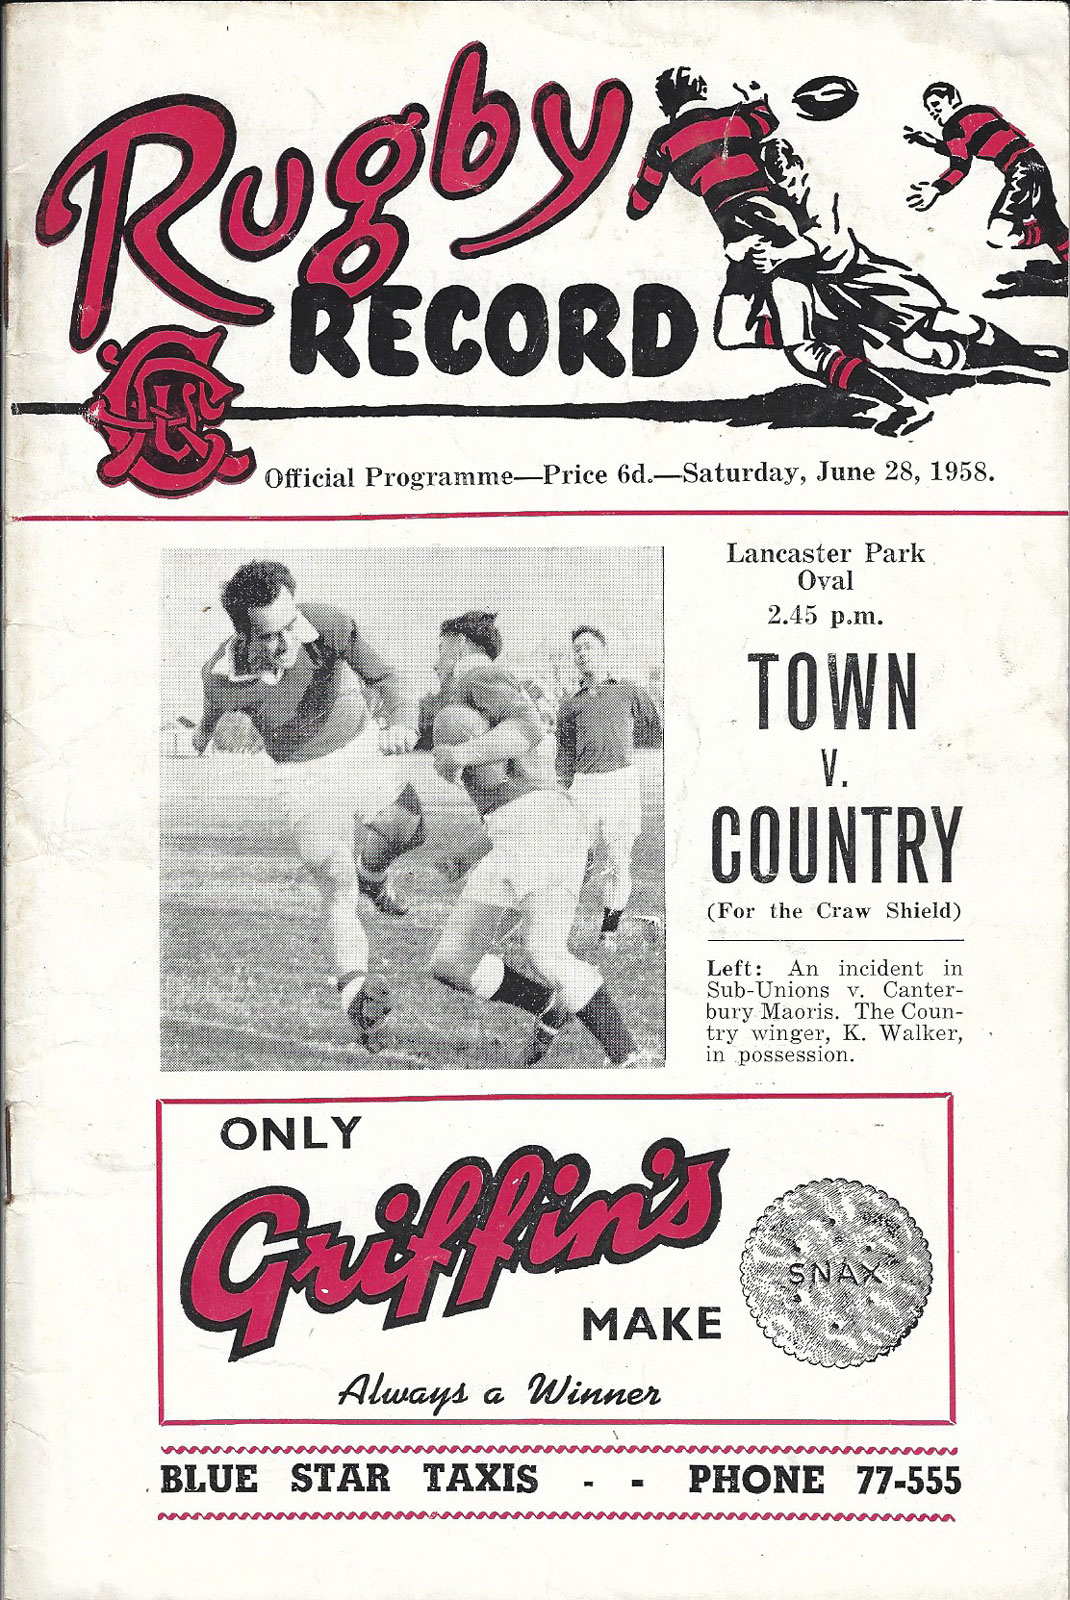 Rugby
RECORD
CRU
Official Programme—Price 6d.—Saturday, June 28, 1958.
Lancaster Park
Oval
2.45 p.m.
TOWN
v.
COUNTRY
(For the Craw Shield)
Left: An incident in
Sub-Unions v. Canter-
bury Maoris. The Coun-
try winger, K. Walker,
in possession.
ONLY
Griffin's
SNAX
MAKE
Always a Winner
BLUE STAR TAXIS - - PHONE 77-555